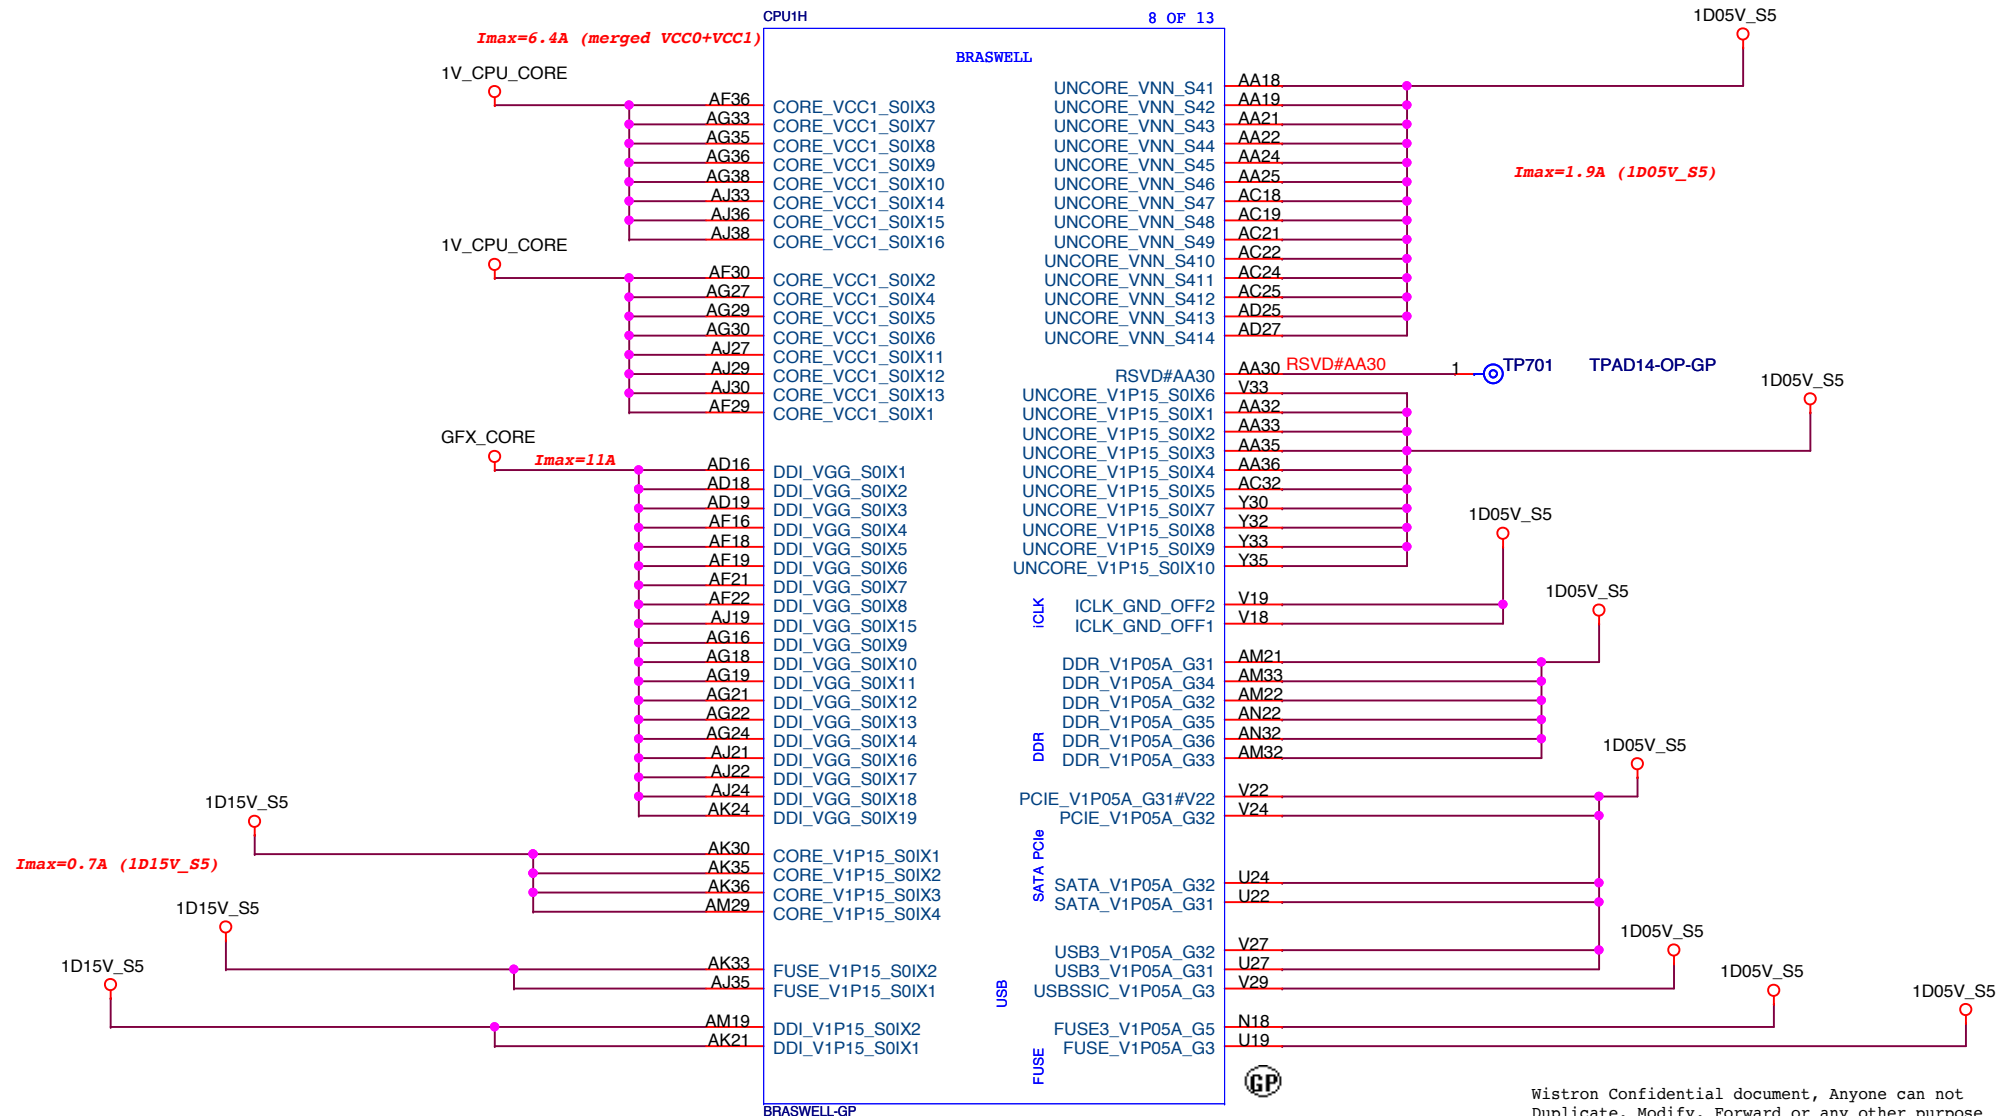 CPU1H
8 OF 13
BRASWELL
Imax=6.4A (merged VCC0+VCC1)
1V_CPU_CORE
AF36 CORE_VCC1_S0IX3
AG33 CORE_VCC1_S0IX7
AG35 CORE_VCC1_S0IX8
AG36 CORE_VCC1_S0IX9
AG38 CORE_VCC1_S0IX10
AJ33 CORE_VCC1_S0IX14
AJ36 CORE_VCC1_S0IX15
AJ38 CORE_VCC1_S0IX16
1V_CPU_CORE
AF30 CORE_VCC1_S0IX2
AG27 CORE_VCC1_S0IX4
AG29 CORE_VCC1_S0IX5
AG30 CORE_VCC1_S0IX6
AJ27 CORE_VCC1_S0IX11
AJ29 CORE_VCC1_S0IX12
AJ30 CORE_VCC1_S0IX13
AF29 CORE_VCC1_S0IX1
GFX_CORE
Imax=11A
AD16 DDI_VGG_S0IX1
AD18 DDI_VGG_S0IX2
AD19 DDI_VGG_S0IX3
AF16 DDI_VGG_S0IX4
AF18 DDI_VGG_S0IX5
AF19 DDI_VGG_S0IX6
AF21 DDI_VGG_S0IX7
AF22 DDI_VGG_S0IX8
AJ19 DDI_VGG_S0IX15
AG16 DDI_VGG_S0IX9
AG18 DDI_VGG_S0IX10
AG19 DDI_VGG_S0IX11
AG21 DDI_VGG_S0IX12
AG22 DDI_VGG_S0IX13
AG24 DDI_VGG_S0IX14
AJ21 DDI_VGG_S0IX16
AJ22 DDI_VGG_S0IX17
AJ24 DDI_VGG_S0IX18
AK24 DDI_VGG_S0IX19
1D15V_S5
Imax=0.7A (1D15V_S5)
AK30 CORE_V1P15_S0IX1
AK35 CORE_V1P15_S0IX2
AK36 CORE_V1P15_S0IX3
AM29 CORE_V1P15_S0IX4
1D15V_S5
AK33 FUSE_V1P15_S0IX2
AJ35 FUSE_V1P15_S0IX1
1D15V_S5
AM19 DDI_V1P15_S0IX2
AK21 DDI_V1P15_S0IX1
1D05V_S5
UNCORE_VNN_S41 AA18
UNCORE_VNN_S42 AA19
UNCORE_VNN_S43 AA21
UNCORE_VNN_S44 AA22
UNCORE_VNN_S45 AA24
UNCORE_VNN_S46 AA25
UNCORE_VNN_S47 AC18
UNCORE_VNN_S48 AC19
UNCORE_VNN_S49 AC21
UNCORE_VNN_S410 AC22
UNCORE_VNN_S411 AC24
UNCORE_VNN_S412 AC25
UNCORE_VNN_S413 AD25
UNCORE_VNN_S414 AD27
Imax=1.9A (1D05V_S5)
RSVD#AA30 AA30 RSVD#AA30 1 TP701 TPAD14-OP-GP
1D05V_S5
UNCORE_V1P15_S0IX6 V33
UNCORE_V1P15_S0IX1 AA32
UNCORE_V1P15_S0IX2 AA33
UNCORE_V1P15_S0IX3 AA35
UNCORE_V1P15_S0IX4 AA36
UNCORE_V1P15_S0IX5 AC32
UNCORE_V1P15_S0IX7 Y30
UNCORE_V1P15_S0IX8 Y32
UNCORE_V1P15_S0IX9 Y33
UNCORE_V1P15_S0IX10 Y35
1D05V_S5
iCLK
ICLK_GND_OFF2 V19
ICLK_GND_OFF1 V18
1D05V_S5
DDR
DDR_V1P05A_G31 AM21
DDR_V1P05A_G34 AM33
DDR_V1P05A_G32 AM22
DDR_V1P05A_G35 AN22
DDR_V1P05A_G36 AN32
DDR_V1P05A_G33 AM32
1D05V_S5
SATA PCIe
PCIE_V1P05A_G31#V22 V22
PCIE_V1P05A_G32 V24
SATA_V1P05A_G32 U24
SATA_V1P05A_G31 U22
USB
USB3_V1P05A_G32 V27
USB3_V1P05A_G31 U27
1D05V_S5
USBSSIC_V1P05A_G3 V29
1D05V_S5
FUSE
FUSE3_V1P05A_G5 N18
1D05V_S5
FUSE_V1P05A_G3 U19
GP
BRASWELL-GP
Wistron Confidential document, Anyone can not
Duplicate, Modify, Forward or any other purpose